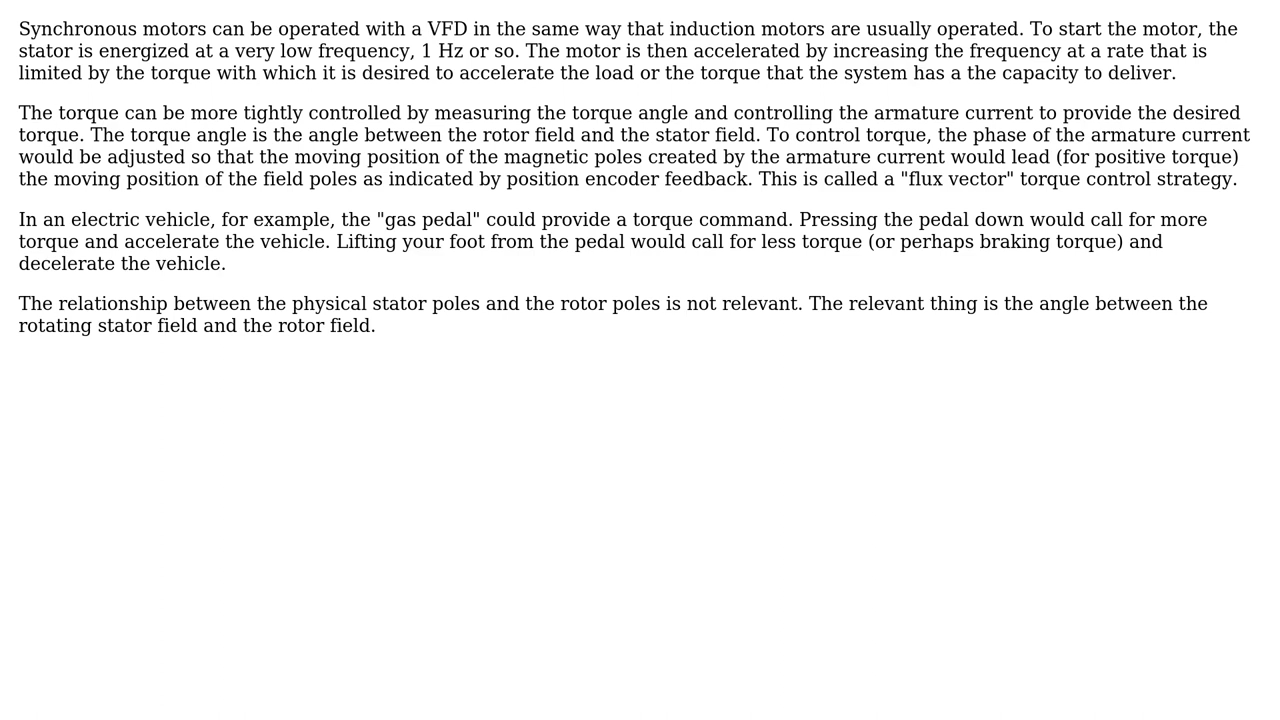 Synchronous motors can be operated with a VFD in the same way that induction motors are usually operated. To start the motor, the
stator is energized at a very low frequency, 1 Hz or so. The motor is then accelerated by increasing the frequency at a rate that is
limited by the torque with which it is desired to accelerate the load or the torque that the system has a the capacity to deliver.
The torque can be more tightly controlled by measuring the torque angle and controlling the armature current to provide the desired
torque. The torque angle is the angle between the rotor field and the stator field. To control torque, the phase of the armature current
would be adjusted so that the moving position of the magnetic poles created by the armature current would lead (for positive torque)
the moving position of the field poles as indicated by position encoder feedback. This is called a "flux vector" torque control strategy.
In an electric vehicle, for example, the "gas pedal" could provide a torque command. Pressing the pedal down would call for more
torque and accelerate the vehicle. Lifting your foot from the pedal would call for less torque (or perhaps braking torque) and
decelerate the vehicle.
The relationship between the physical stator poles and the rotor poles is not relevant. The relevant thing is the angle between the
rotating stator field and the rotor field.